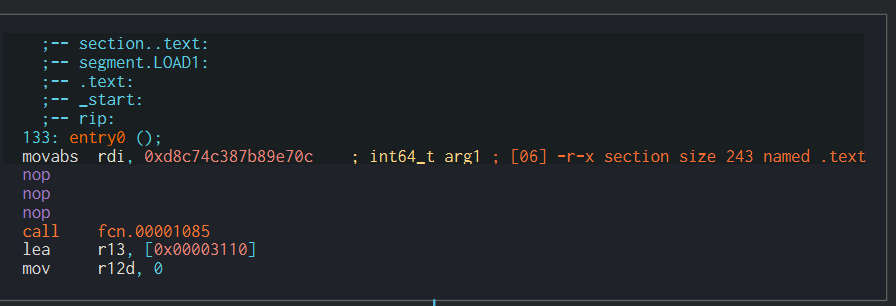 ;-- section..text:
;-- segment.LOAD1:
;-- .text:
;-- _start:
;-- rip:
133: entry0 ();
movabs rdi, 0xd8c74c387b89e70c ; int64_t arg1 ; [06] -r-x section size 243 named .text
nop
nop
nop
call fcn.00001085
lea r13, [0x00003110]
mov r12d, 0